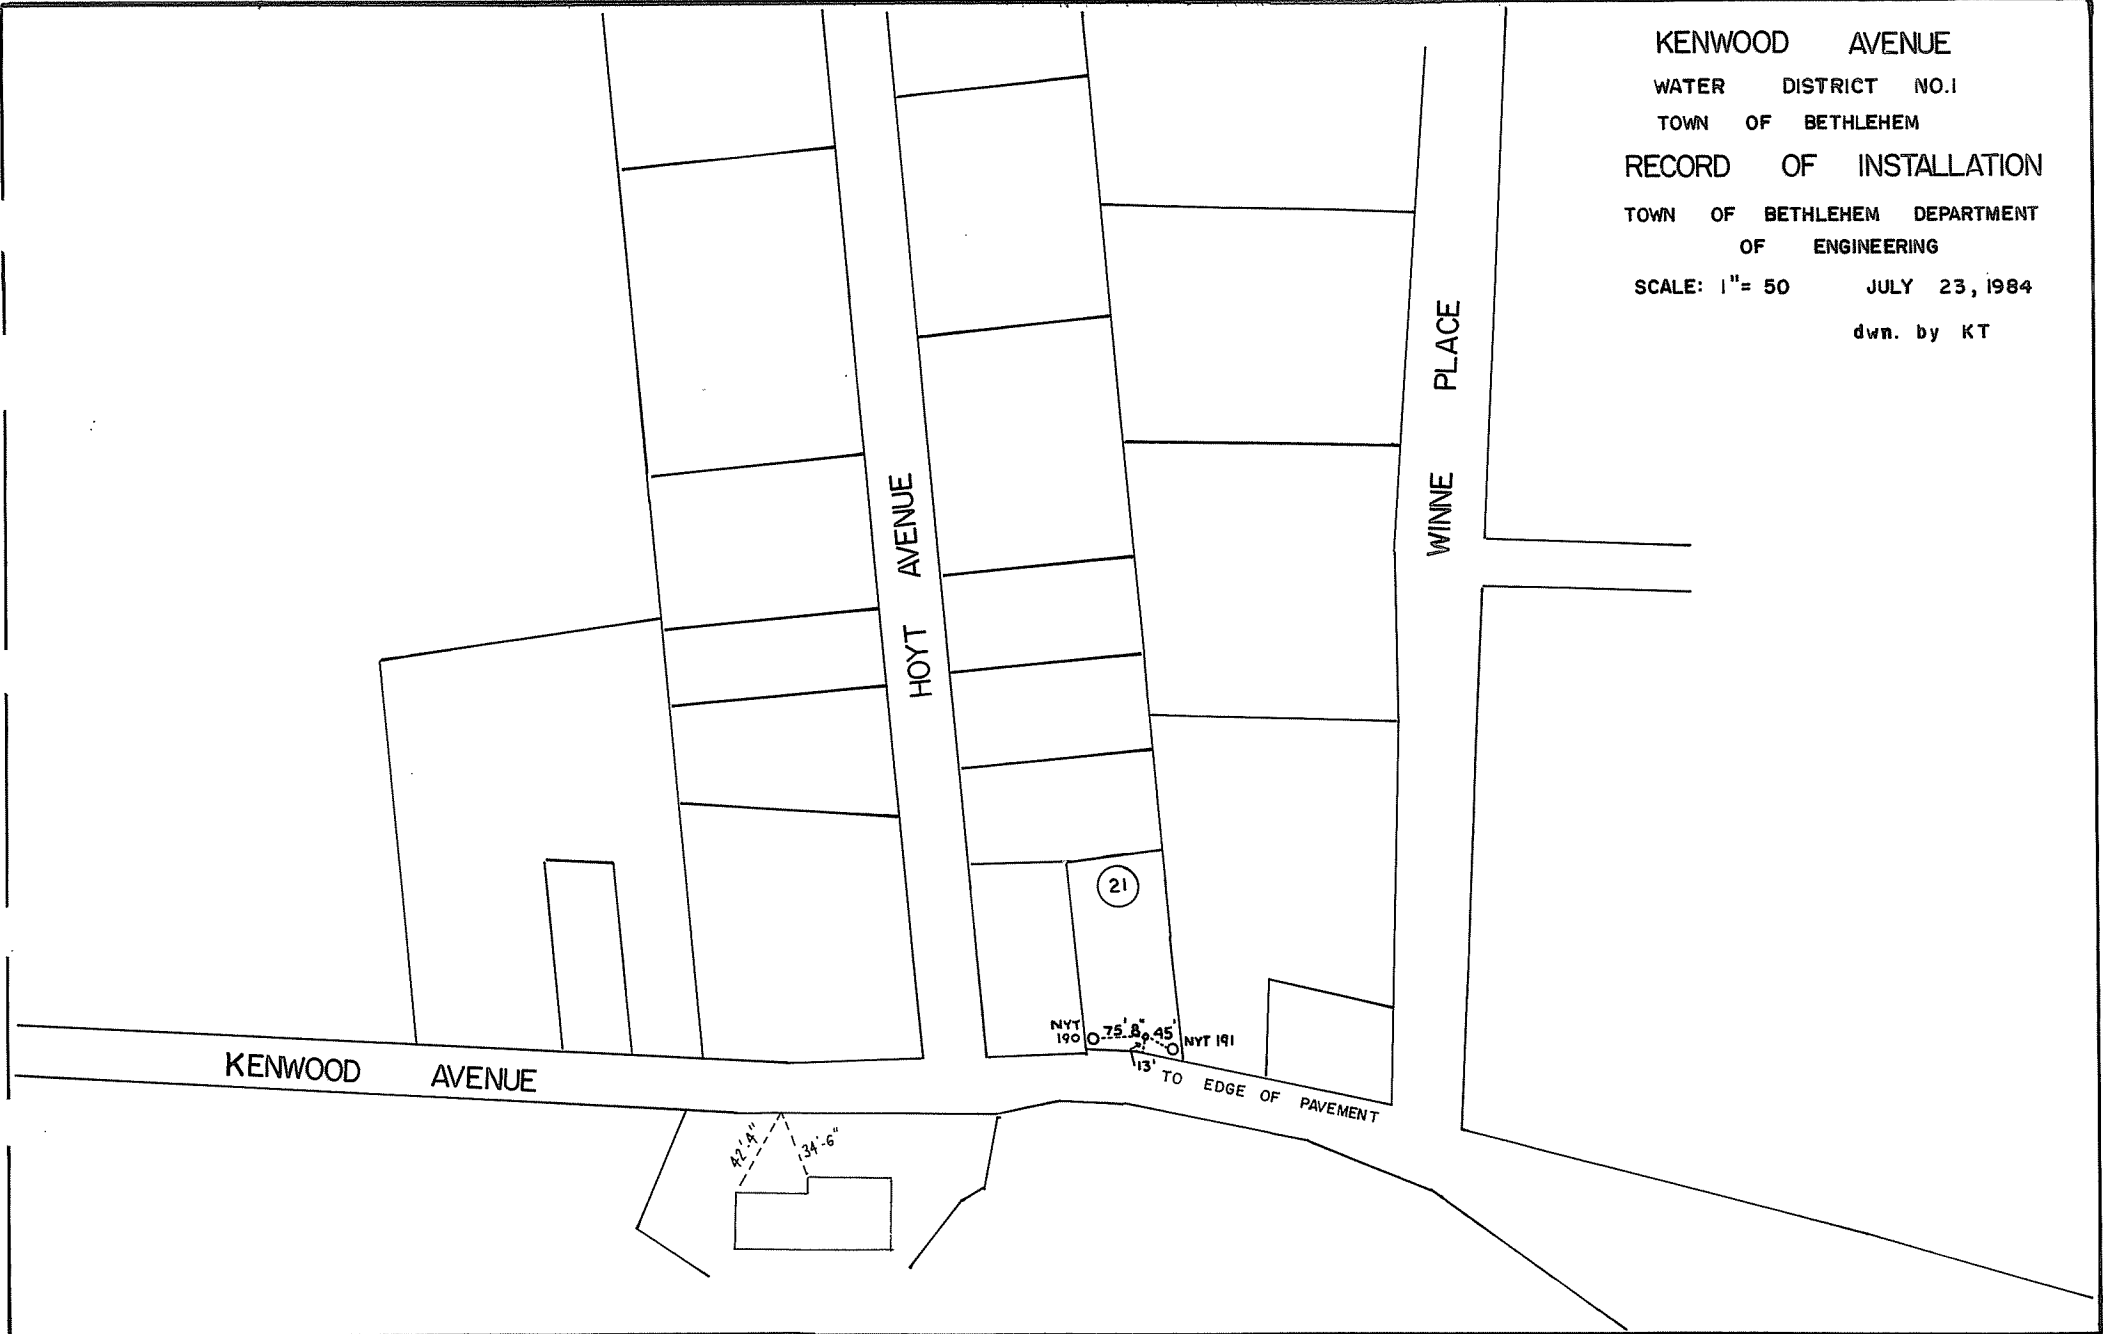 KENWOOD AVENUE
WATER DISTRICT NO.1
TOWN OF BETHLEHEM
RECORD OF INSTALLATION
TOWN OF BETHLEHEM DEPARTMENT
OF ENGINEERING
SCALE: 1"= 50 JULY 23, 1984
dwn. by KT
WINNE PLACE
HOYT AVENUE
21
NYT
190
75' 8"
45'
NYT 191
13'
TO EDGE OF PAVEMENT
KENWOOD AVENUE
42'-4"
34'-6"